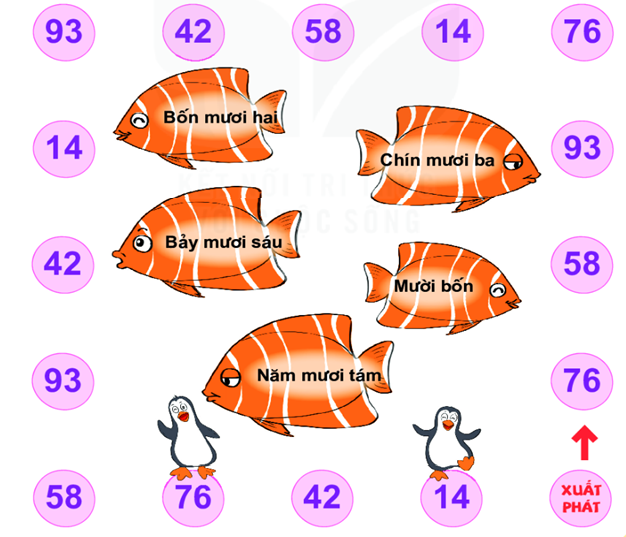 93 42 58 14 76
Bốn mươi hai
14 Chín mươi ba 93
Bảy mươi sáu
42 Mười bốn 58
93 Năm mươi tám 76
58 76 42 14 XUẤT
PHÁT